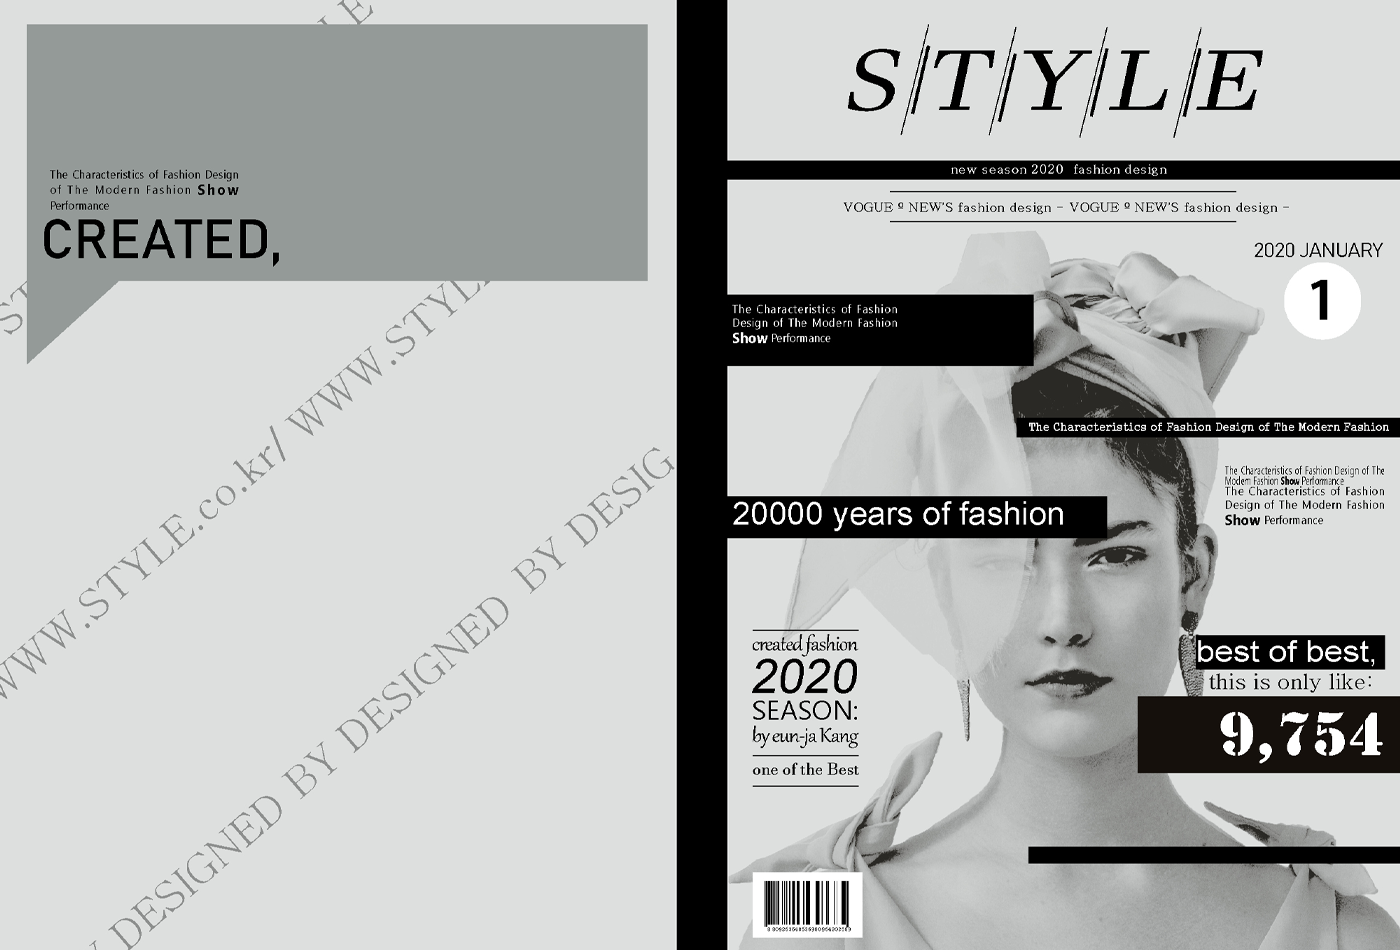 The Characteristics of Fashion Design
of The Modern Fashion Show
Performance
CREATED,
WWW.STYLE.co.kr/ WWW.STYL
DESIGNED BY DESIGNED BY DESIG
S/T/Y/L/E
new season 2020 fashion design
VOGUE º NEW'S fashion design - VOGUE º NEW'S fashion design -
2020 JANUARY
1
The Characteristics of Fashion
Design of The Modern Fashion
Show Performance
The Characteristics of Fashion Design of The Modern Fashion
The Characteristics of Fashion Design of The
Modern Fashion Show Performance
The Characteristics of Fashion
Design of The Modern Fashion
Show Performance
20000 years of fashion
created fashion
2020
SEASON:
by eun-ja Kang
one of the Best
best of best,
this is only like:
9,754